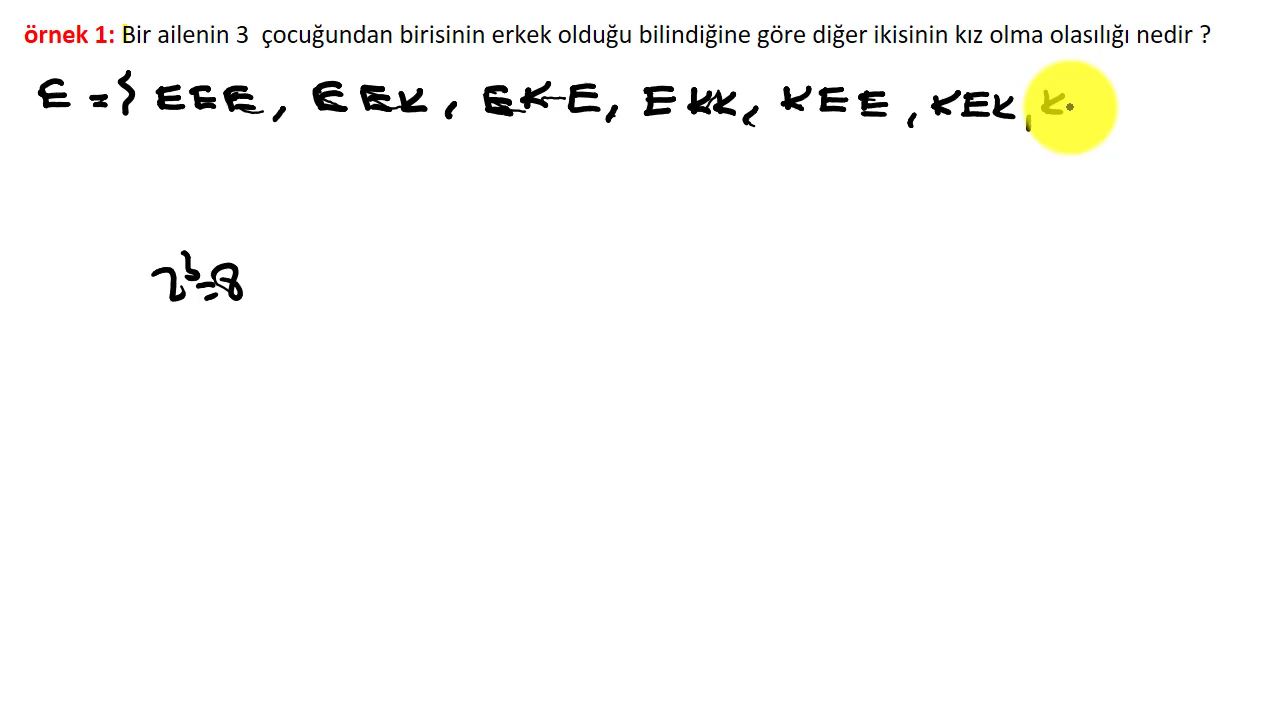 örnek 1: Bir ailenin 3 çocuğundan birisinin erkek olduğu bilindiğine göre diğer ikisinin kız olma olasılığı nedir ?
E = { EEE, EEK, EKE, EKK, KEE, KEK, K
2³=8